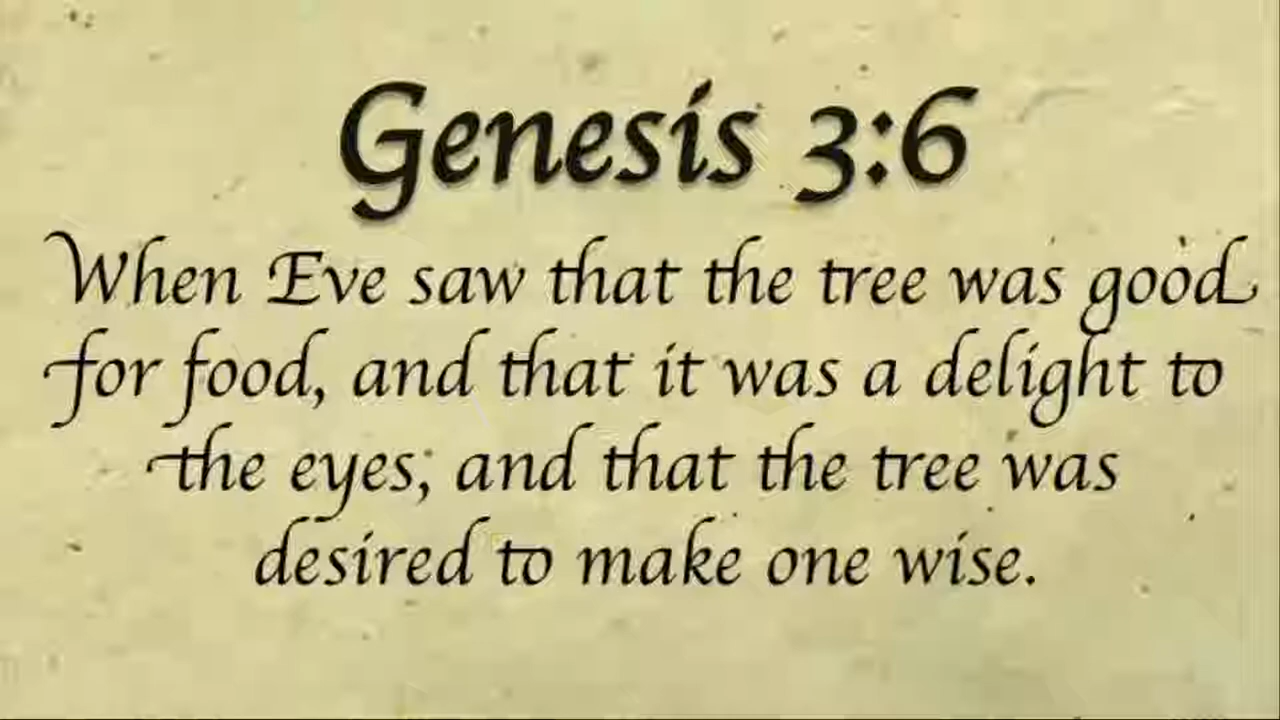 Genesis 3:6
When Eve saw that the tree was good
for food, and that it was a delight to
the eyes; and that the tree was
desired to make one wise.